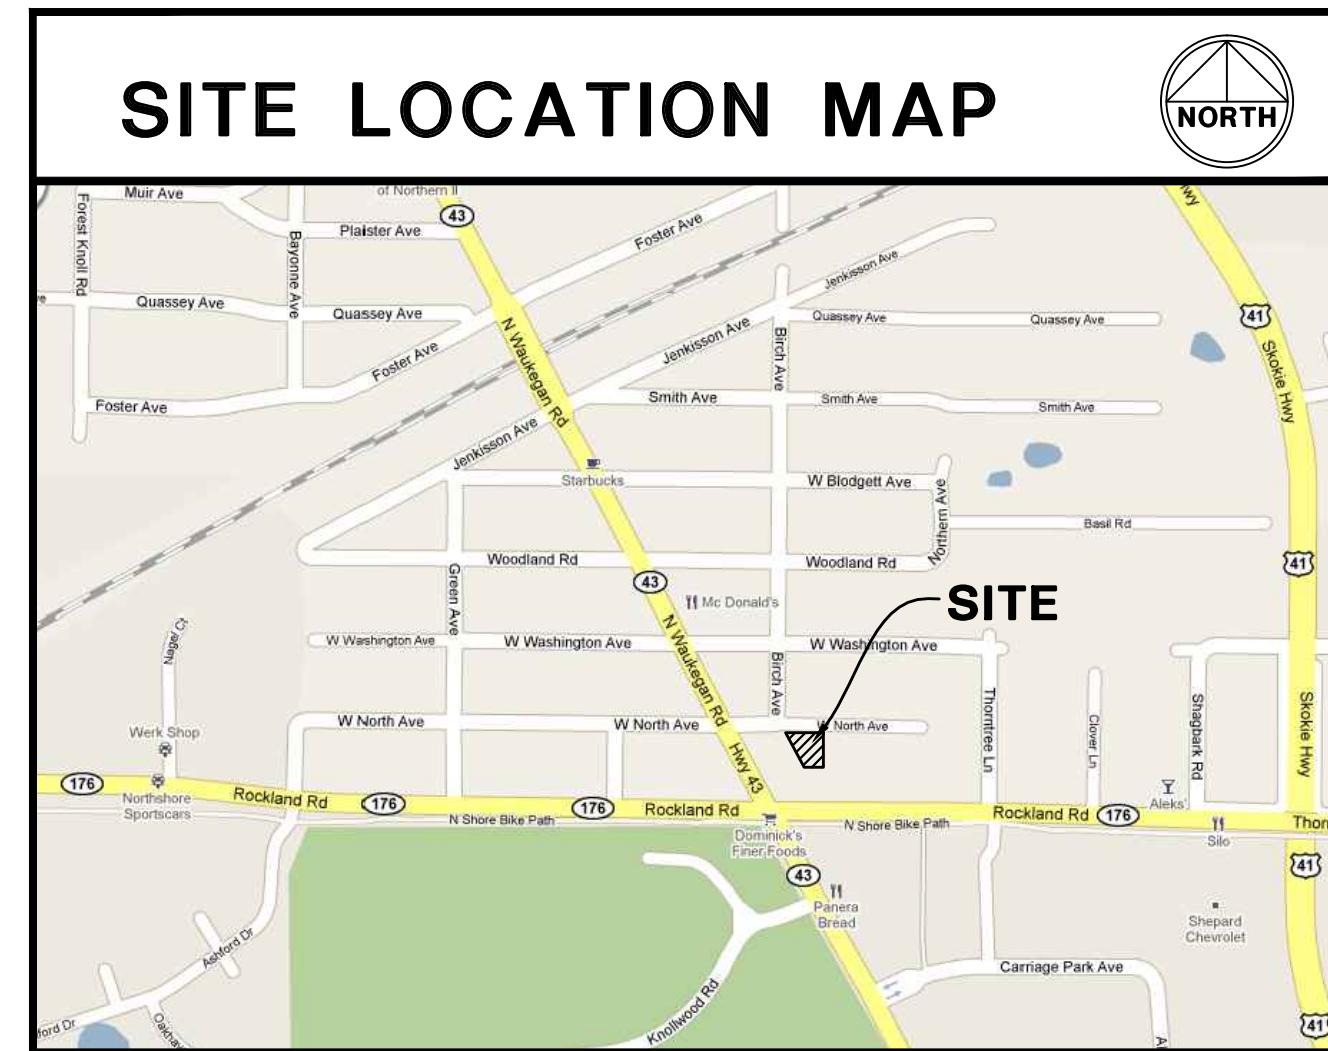 SITE LOCATION MAP
NORTH
Muir Ave
of Northern Il
Forest Knoll Rd
Bayonne Ave
Plaister Ave
43
Foster Ave
Jenkisson Ave
Quassey Ave
Quassey Ave
Quassey Ave
Quassey Ave
41
N Waukegan Rd
Jenkisson Ave
Birch Ave
Skokie Hwy
Foster Ave
Foster Ave
Smith Ave
Smith Ave
Smith Ave
Jenkisson Ave
Starbucks
W Blodgett Ave
Northern Ave
Basil Rd
Woodland Rd
Woodland Rd
41
Green Ave
43
Mc Donald's
SITE
N Waukegan Rd
Nagel Ct
W Washington Ave
W Washington Ave
W Washington Ave
Birch Ave
Thorntree Ln
Clover Ln
Shagbark Rd
Skokie Hwy
W North Ave
W North Ave
W North Ave
Werk Shop
Hwy 43
176
Northshore
Sportscars
Rockland Rd
176
176
Rockland Rd
Rockland Rd
176
Aleks'
Thor
N Shore Bike Path
N Shore Bike Path
Dominick's
Finer Foods
Silo
41
43
Panera
Bread
Shepard
Chevrolet
Ashford Dr
Carriage Park Ave
Knollwood Rd
ford Dr
Oakha
41